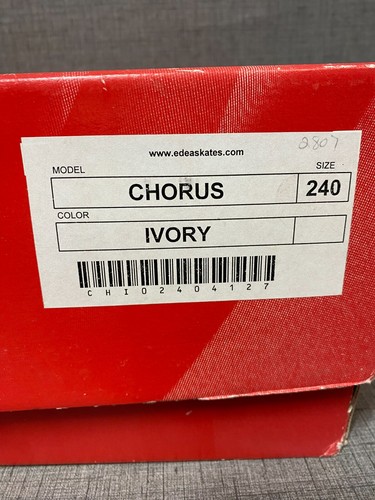 2807
www.edeaskates.com
MODEL SIZE
CHORUS 240
COLOR
IVORY
CHI02404127